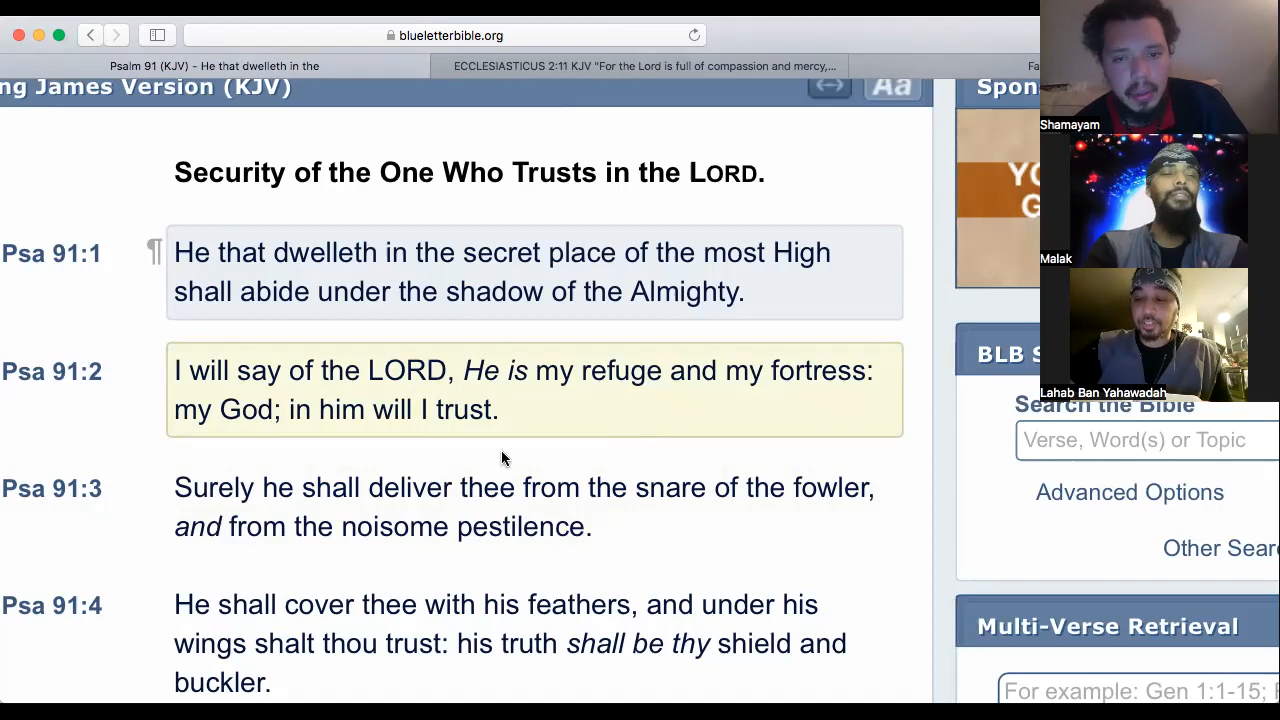 blueletterbible.org
Psalm 91 (KJV) - He that dwelleth in the
ECCLESIASTICUS 2:11 KJV "For the Lord is full of compassion and mercy,...
Fa
ng James Version (KJV)
Aa
Spon
Security of the One Who Trusts in the LORD.
Psa 91:1 ¶ He that dwelleth in the secret place of the most High
shall abide under the shadow of the Almighty.
Psa 91:2 I will say of the LORD, He is my refuge and my fortress:
my God; in him will I trust.
Psa 91:3 Surely he shall deliver thee from the snare of the fowler,
and from the noisome pestilence.
Psa 91:4 He shall cover thee with his feathers, and under his
wings shalt thou trust: his truth shall be thy shield and
buckler.
YO
G
BLB S
Search the Bible
Verse, Word(s) or Topic
Advanced Options
Other Sear
Multi-Verse Retrieval
For example: Gen 1:1-15;
Shamayam
Malak
Lahab Ban Yahawadah